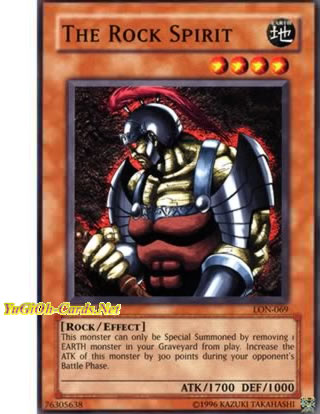 THE ROCK SPIRIT
EARTH
地
YuGiOh-Cards.Net
LON-069
[ROCK/EFFECT]
This monster can only be Special Summoned by removing 1
EARTH monster in your Graveyard from play. Increase the
ATK of this monster by 300 points during your opponent's
Battle Phase.
ATK/1700 DEF/1000
76305638
©1996 KAZUKI TAKAHASHI